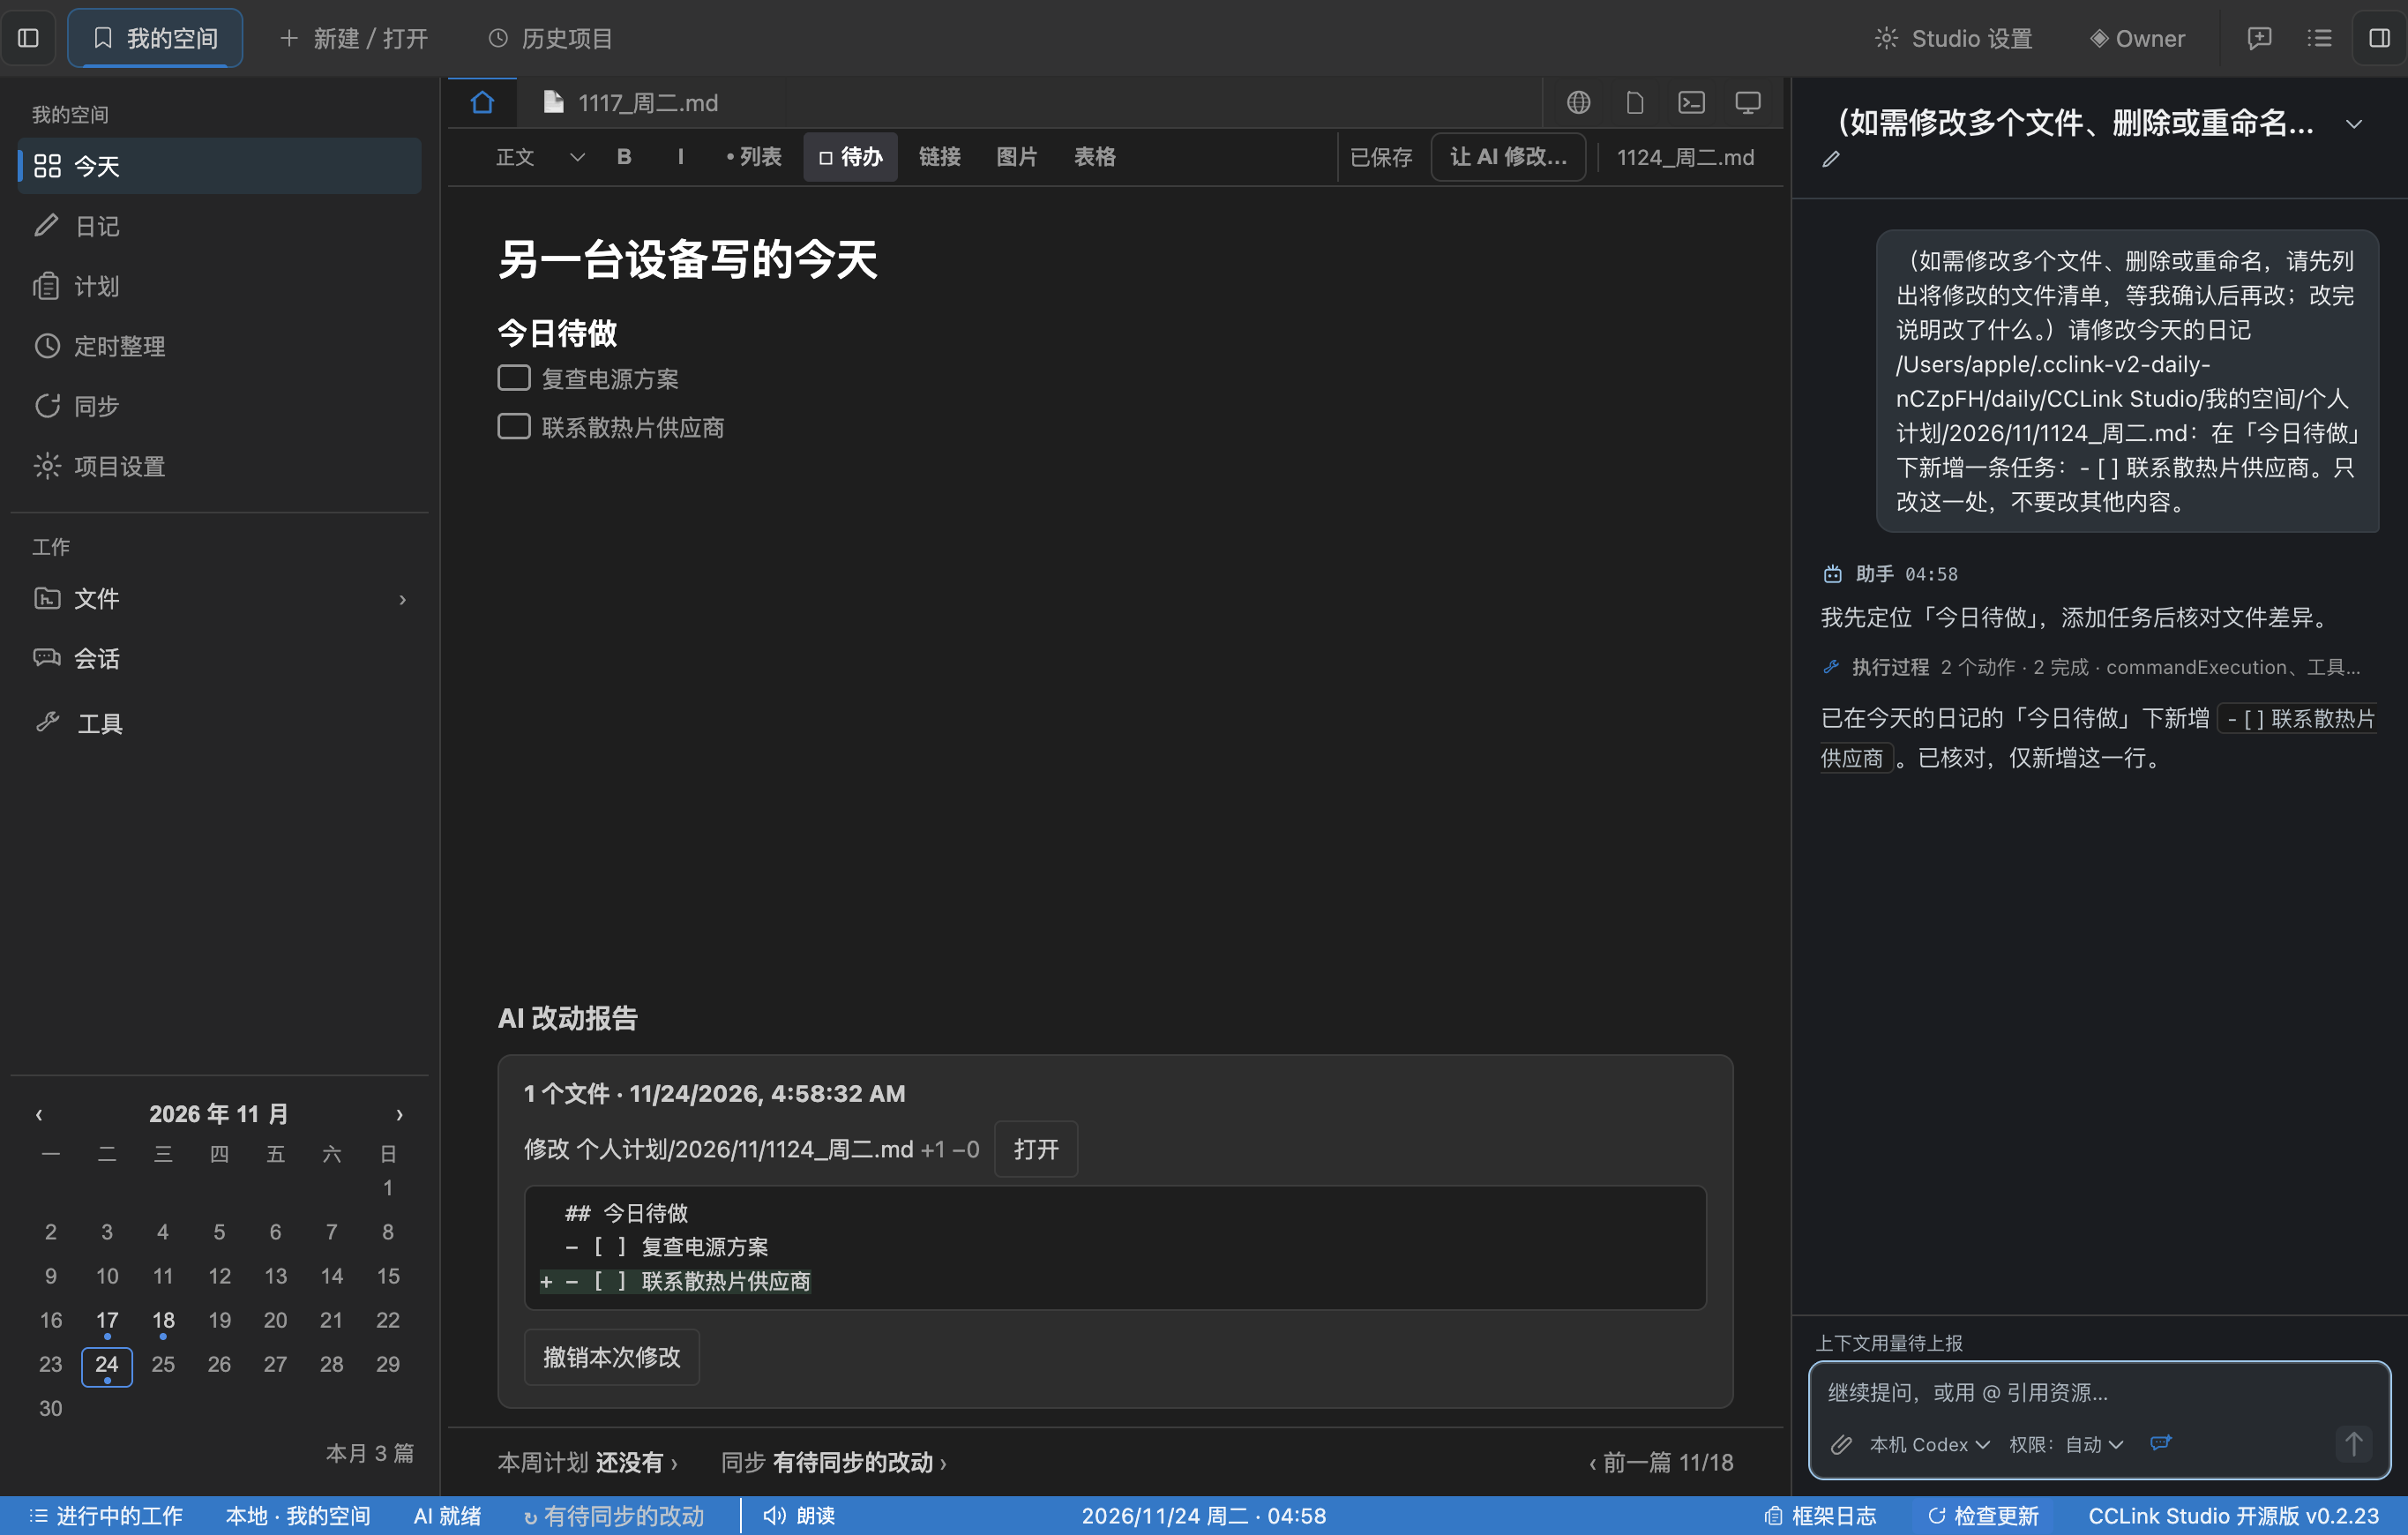 我的空间
新建 / 打开
历史项目
Studio 设置
Owner
我的空间
今天
日记
计划
定时整理
同步
项目设置
工作
文件
会话
工具
2026 年 11 月
一 二 三 四 五 六 日
1
2 3 4 5 6 7 8
9 10 11 12 13 14 15
16 17 18 19 20 21 22
23 24 25 26 27 28 29
30
本月 3 篇
1117_周二.md
正文 B I • 列表 待办 链接 图片 表格
已保存 让 AI 修改... 1124_周二.md
另一台设备写的今天
今日待做
复查电源方案
联系散热片供应商
AI 改动报告
1 个文件 · 11/24/2026, 4:58:32 AM
修改 个人计划/2026/11/1124_周二.md +1 −0 打开
## 今日待做
- [ ] 复查电源方案
+ - [ ] 联系散热片供应商
撤销本次修改
本周计划 还没有 ›
同步 有待同步的改动 ›
‹ 前一篇 11/18
（如需修改多个文件、删除或重命名...
（如需修改多个文件、删除或重命名，请先列
出将修改的文件清单，等我确认后再改；改完
说明改了什么。）请修改今天的日记
/Users/apple/.cclink-v2-daily-
nCZpFH/daily/CCLink Studio/我的空间/个人
计划/2026/11/1124_周二.md：在「今日待做」
下新增一条任务：- [ ] 联系散热片供应商。只
改这一处，不要改其他内容。
助手 04:58
我先定位「今日待做」，添加任务后核对文件差异。
执行过程 2 个动作 · 2 完成 · commandExecution、工具...
已在今天的日记的「今日待做」下新增 - [ ] 联系散热片
供应商。已核对，仅新增这一行。
上下文用量待上报
继续提问，或用 @ 引用资源...
本机 Codex 权限：自动
进行中的工作
本地 · 我的空间
AI 就绪
有待同步的改动
朗读
2026/11/24 周二 · 04:58
框架日志
检查更新
CCLink Studio 开源版 v0.2.23